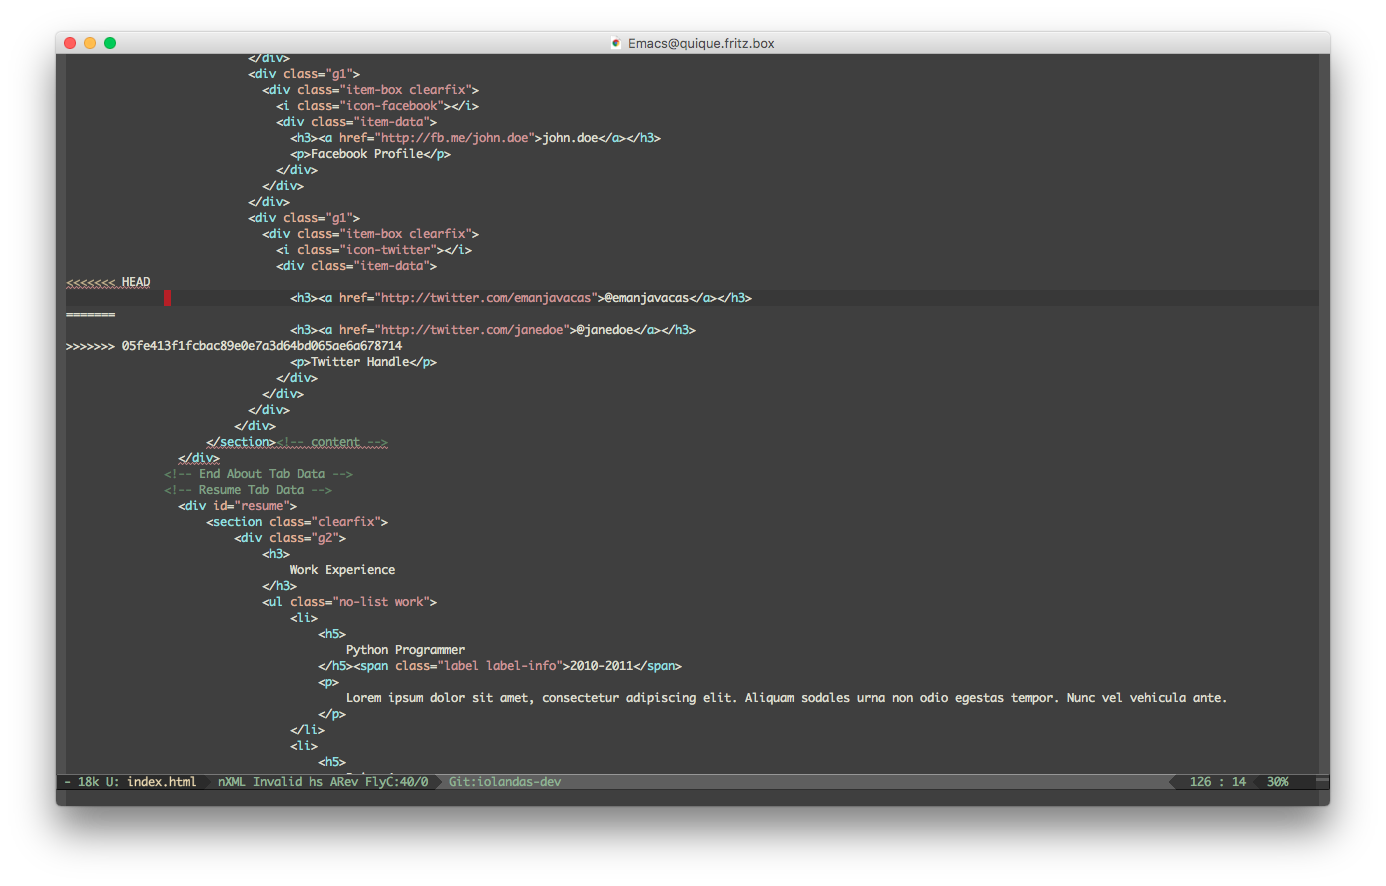 Emacs@quique.fritz.box
</div>
<div class="g1">
<div class="item-box clearfix">
<i class="icon-facebook"></i>
<div class="item-data">
<h3><a href="http://fb.me/john.doe">john.doe</a></h3>
<p>Facebook Profile</p>
</div>
</div>
</div>
<div class="g1">
<div class="item-box clearfix">
<i class="icon-twitter"></i>
<div class="item-data">
<<<<<<< HEAD
<h3><a href="http://twitter.com/emanjavacas">@emanjavacas</a></h3>
=======
<h3><a href="http://twitter.com/janedoe">@janedoe</a></h3>
>>>>>>> 05fe413f1fcbac89e0e7a3d64bd065ae6a678714
<p>Twitter Handle</p>
</div>
</div>
</div>
</div>
</section><!-- content -->
</div>
<!-- End About Tab Data -->
<!-- Resume Tab Data -->
<div id="resume">
<section class="clearfix">
<div class="g2">
<h3>
Work Experience
</h3>
<ul class="no-list work">
<li>
<h5>
Python Programmer
</h5><span class="label label-info">2010-2011</span>
<p>
Lorem ipsum dolor sit amet, consectetur adipiscing elit. Aliquam sodales urna non odio egestas tempor. Nunc vel vehicula ante.
</p>
</li>
<li>
<h5>
- 18k U: index.html nXML Invalid hs ARev FlyC:40/0 Git:iolandas-dev 126 : 14 30%